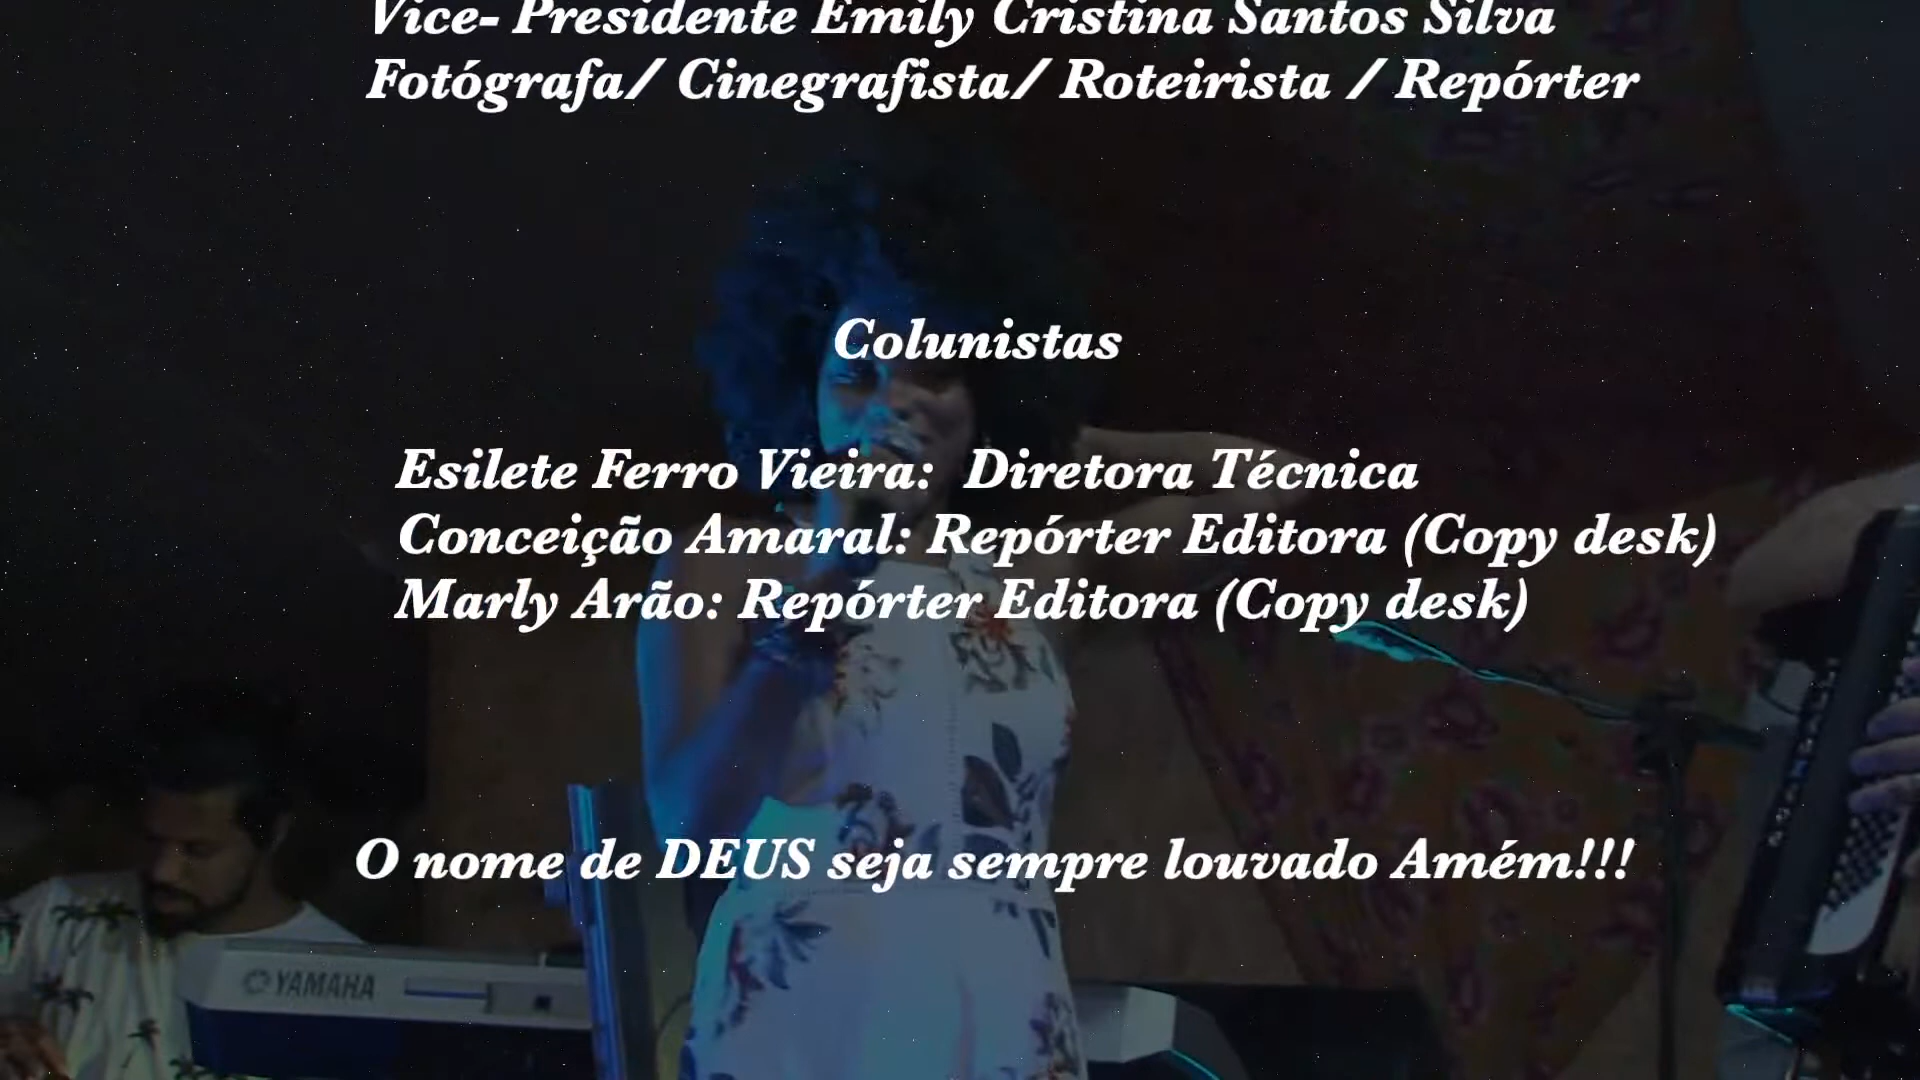 Vice- Presidente Emily Cristina Santos Silva
Fotógrafa/ Cinegrafista/ Roteirista / Repórter
Colunistas
Esilete Ferro Vieira: Diretora Técnica
Conceição Amaral: Repórter Editora (Copy desk)
Marly Arão: Repórter Editora (Copy desk)
O nome de DEUS seja sempre louvado Amém!!!
YAMAHA